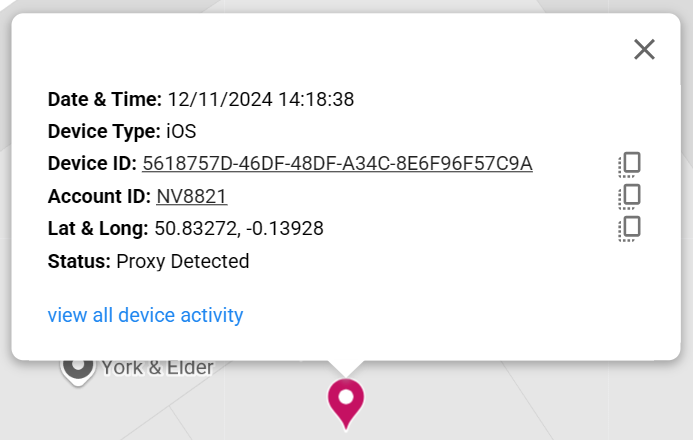 Date & Time: 12/11/2024 14:18:38
Device Type: iOS
Device ID: 5618757D-46DF-48DF-A34C-8E6F96F57C9A
Account ID: NV8821
Lat & Long: 50.83272, -0.13928
Status: Proxy Detected
view all device activity
York & Elder